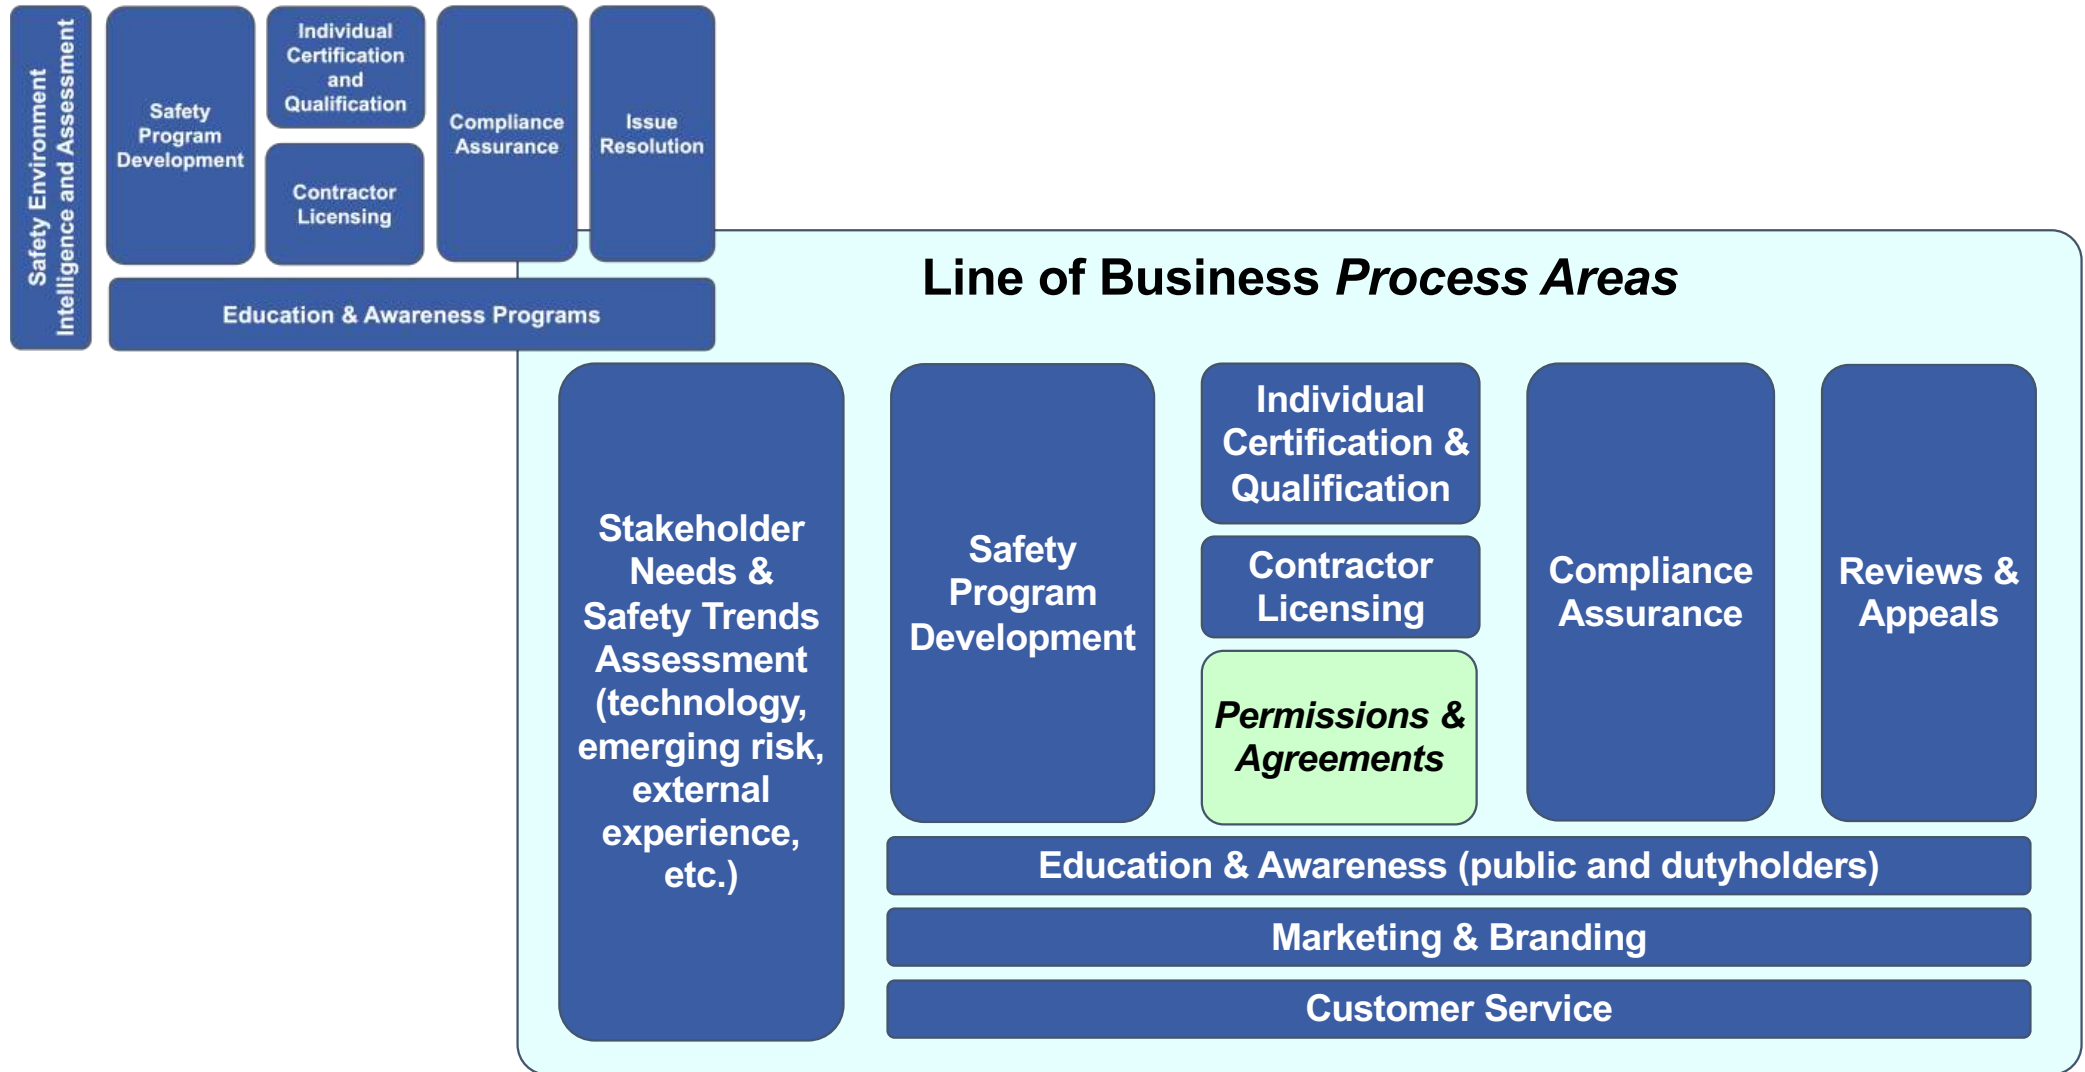 Safety Environment
Intelligence and Assessment
Safety
Program
Development
Individual
Certification
and
Qualification
Contractor
Licensing
Compliance
Assurance
Issue
Resolution
Education & Awareness Programs
Line of Business Process Areas
Stakeholder
Needs &
Safety Trends
Assessment
(technology,
emerging risk,
external
experience,
etc.)
Safety
Program
Development
Individual
Certification &
Qualification
Contractor
Licensing
Permissions &
Agreements
Compliance
Assurance
Reviews &
Appeals
Education & Awareness (public and dutyholders)
Marketing & Branding
Customer Service